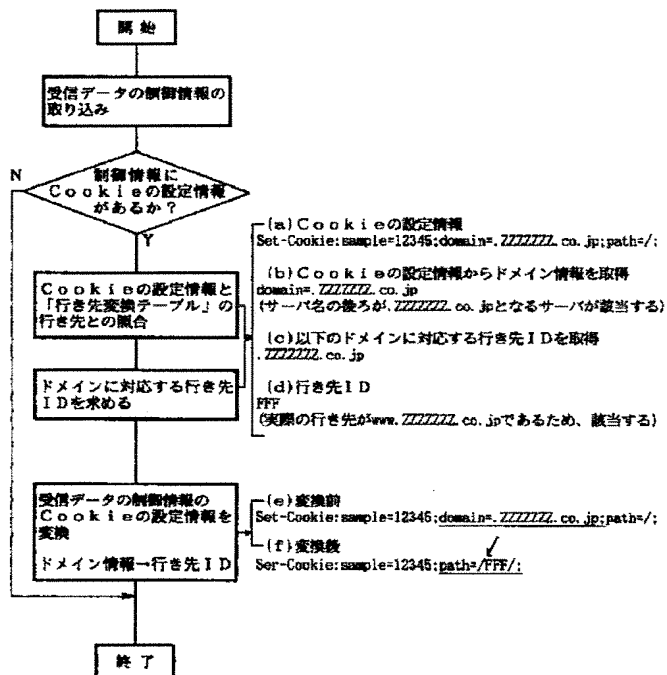 開 始
受信データの制御情報の
取り込み
N
制御情報に
Ｃｏｏｋｉｅの設定情報
があるか？
Y
Ｃｏｏｋｉｅの設定情報と
「行き先変換テーブル」の
行き先との照合
ドメインに対応する行き先
ＩＤを求める
(a)Ｃｏｏｋｉｅの設定情報
Set-Cookie:sample=12345;domain=.ZZZZZZZ.co.jp;path=/;
(b)Ｃｏｏｋｉｅの設定情報からドメイン情報を取得
domain=.ZZZZZZZ.co.jp
(サーバ名の後ろが.ZZZZZZZ.co.jpとなるサーバが該当する)
(c)以下のドメインに対応する行き先ＩＤを取得
.ZZZZZZZ.co.jp
(d)行き先ＩＤ
FFF
(実際の行き先がwww.ZZZZZZZ.co.jpであるため、該当する)
受信データの制御情報の
Ｃｏｏｋｉｅの設定情報を
変換
ドメイン情報→行き先ＩＤ
(e)変換前
Set-Cookie:sample=12345;domain=.ZZZZZZZ.co.jp;path=/;
(f)変換後
Ser-Cookie:sample=12345;path=/FFF/;
終 了